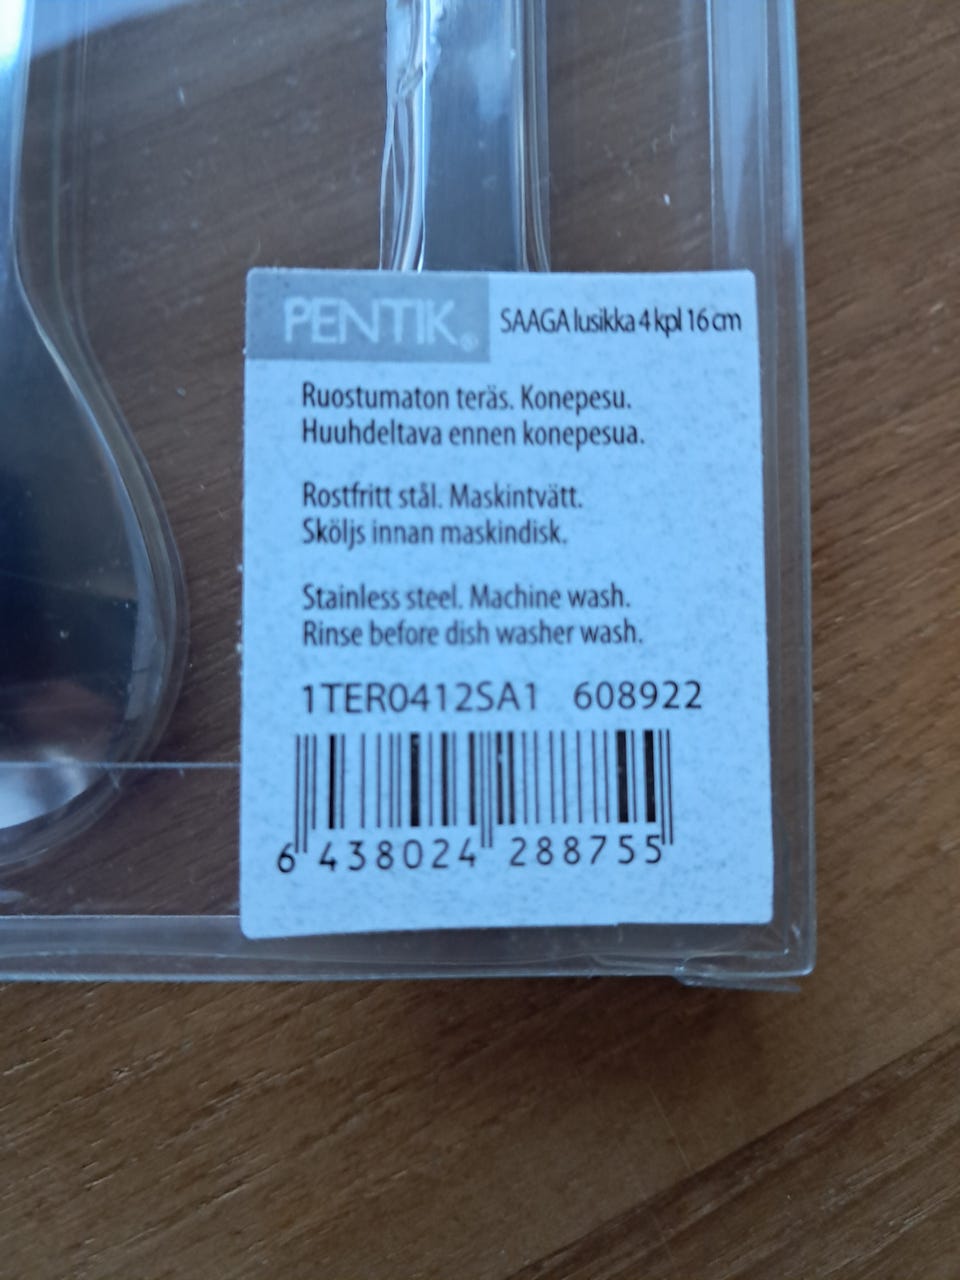 PENTIK®
SAAGA lusikka 4 kpl 16 cm
Ruostumaton teräs. Konepesu.
Huuhdeltava ennen konepesua.
Rostfritt stål. Maskintvätt.
Sköljs innan maskindisk.
Stainless steel. Machine wash.
Rinse before dish washer wash.
1TER0412SA1 608922
6 438024 288755